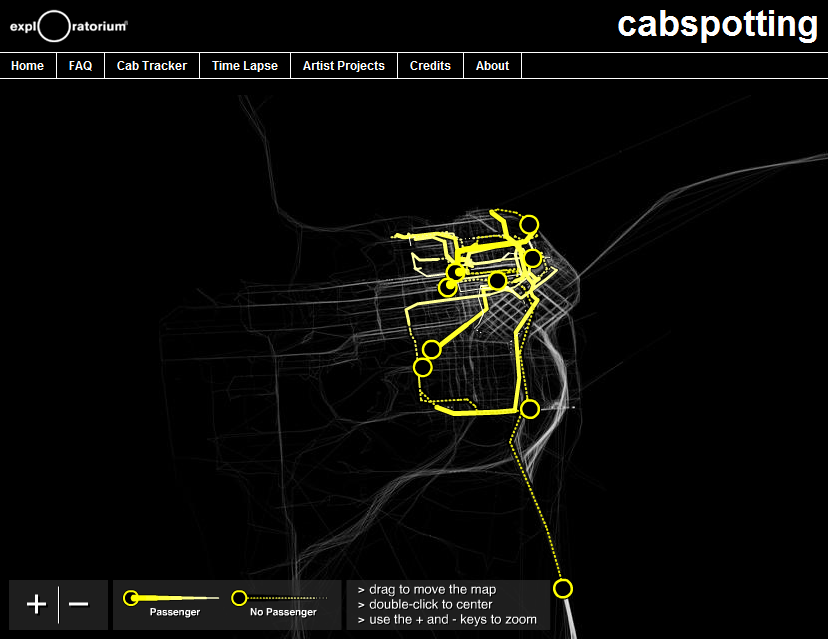 expl ratorium®
cabspotting
Home FAQ Cab Tracker Time Lapse Artist Projects Credits About
+ −
Passenger No Passenger
> drag to move the map
> double-click to center
> use the + and - keys to zoom